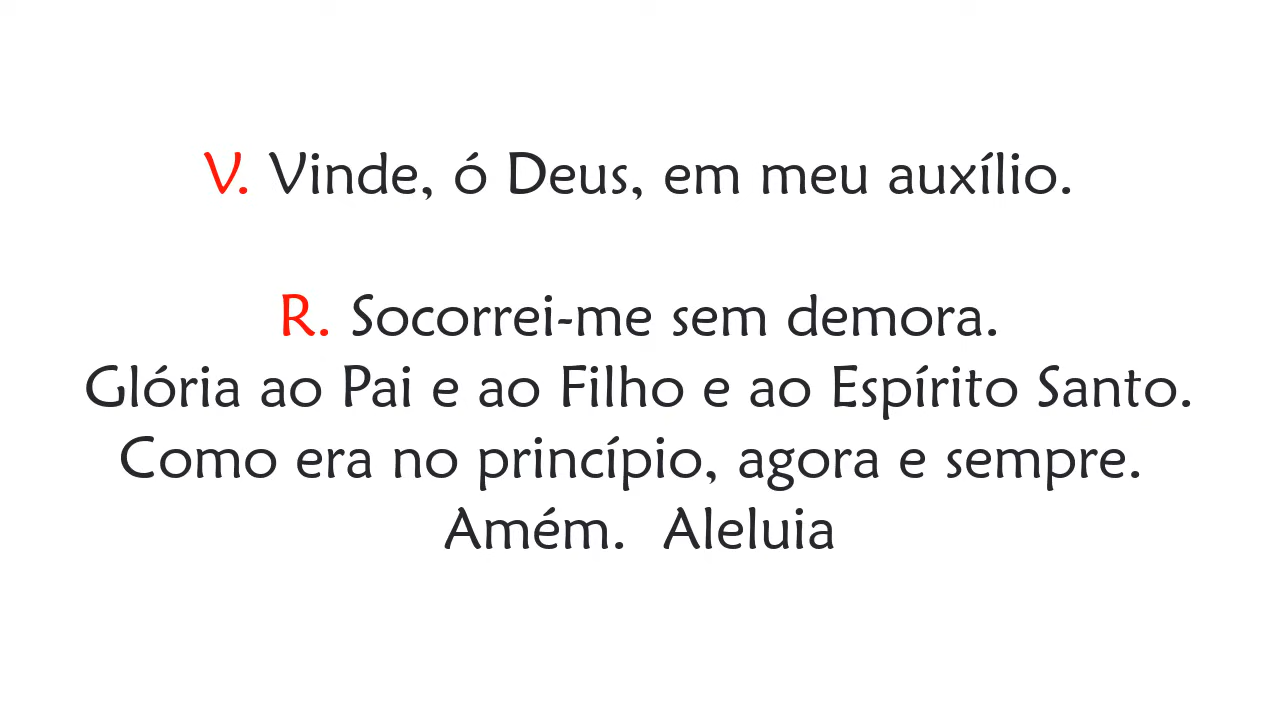 V. Vinde, ó Deus, em meu auxílio.
R. Socorrei-me sem demora.
Glória ao Pai e ao Filho e ao Espírito Santo.
Como era no princípio, agora e sempre.
Amém. Aleluia